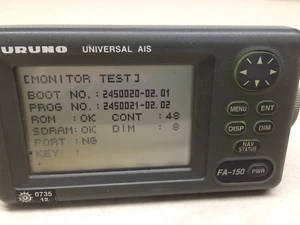 URUNO UNIVERSAL AIS
[MONITOR TEST]
BOOT NO.:2450020-02.01
PROG NO.:2450021-02.02
ROM :OK CONT :48
SDRAM:OK DIM : 8
PORT :NG
KEY :
MENU ENT
DISP DIM
NAV
STATUS
FA-150 PWR
0735